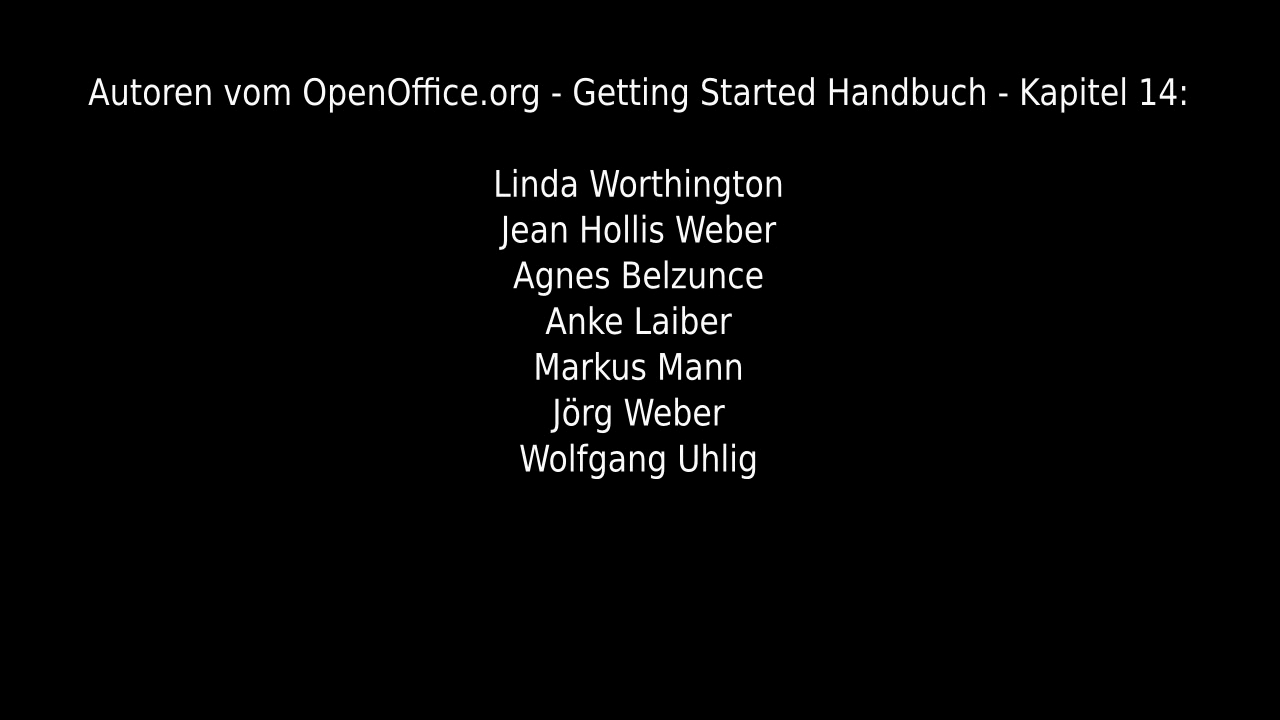 Autoren vom OpenOffice.org - Getting Started Handbuch - Kapitel 14:
Linda Worthington
Jean Hollis Weber
Agnes Belzunce
Anke Laiber
Markus Mann
Jörg Weber
Wolfgang Uhlig